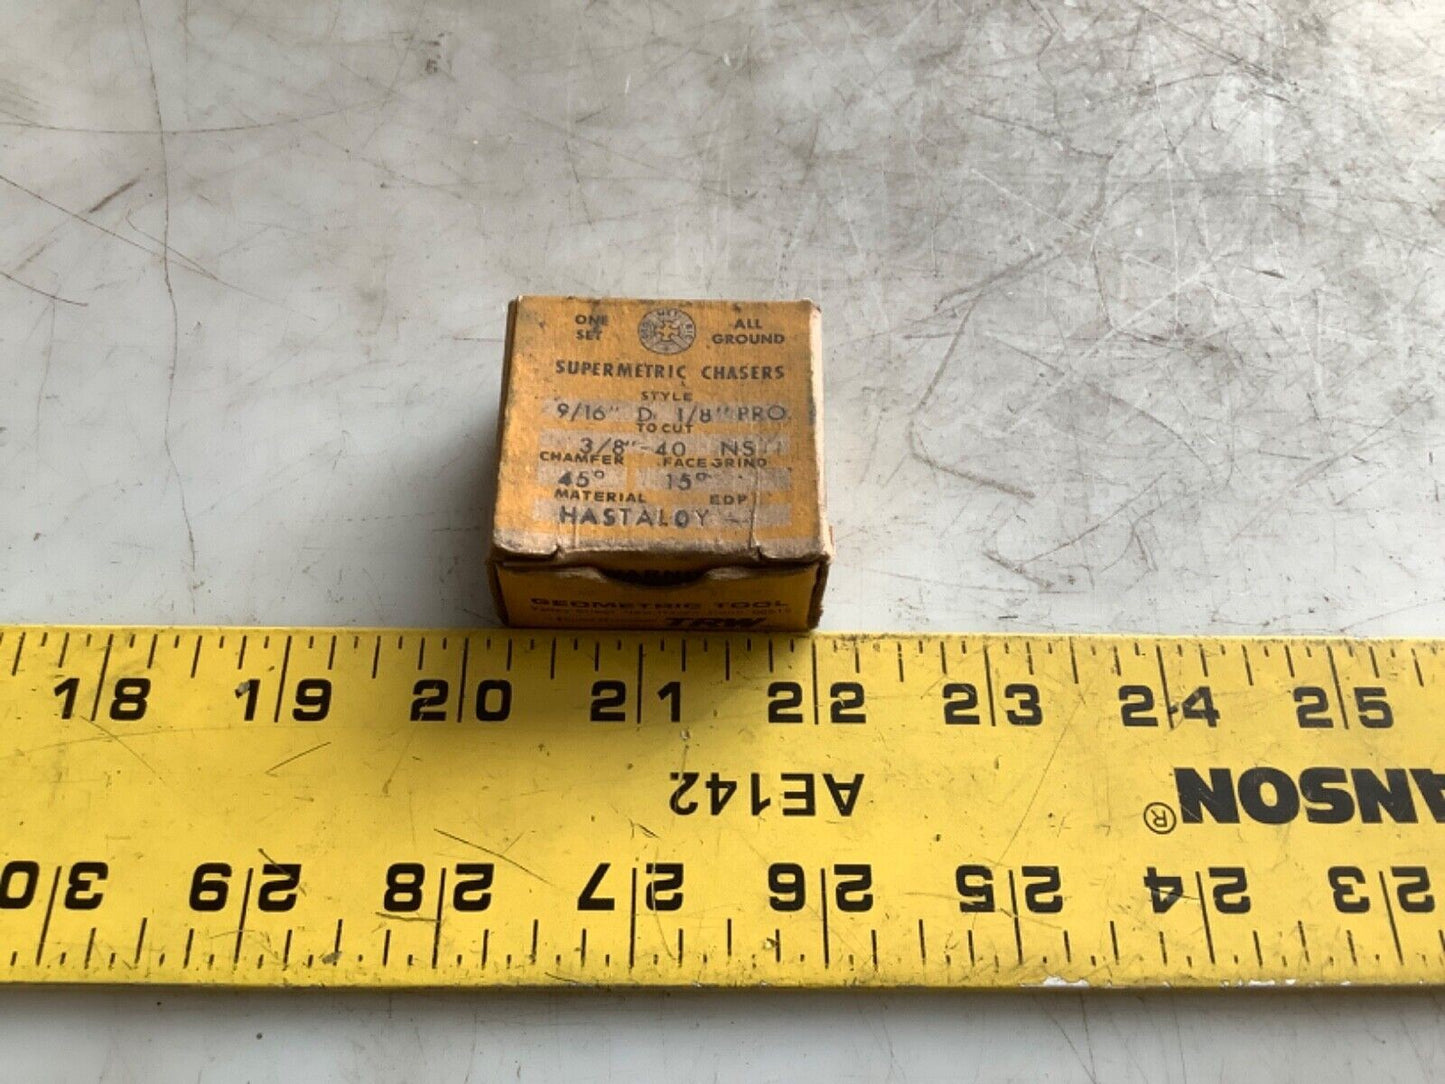 ONE SET
ALL GROUND
SUPERMETRIC CHASERS
STYLE
9/16" D. 1/8" PRO.
TO CUT
3/8"-40 NS
CHAMFER FACE GRIND
45° 15°
MATERIAL EDP
HASTALOY
GEOMETRIC TOOL
TRW
18 19 20 21 22 23 24 25
AE142
ANSON®
30 29 28 27 26 25 24 23